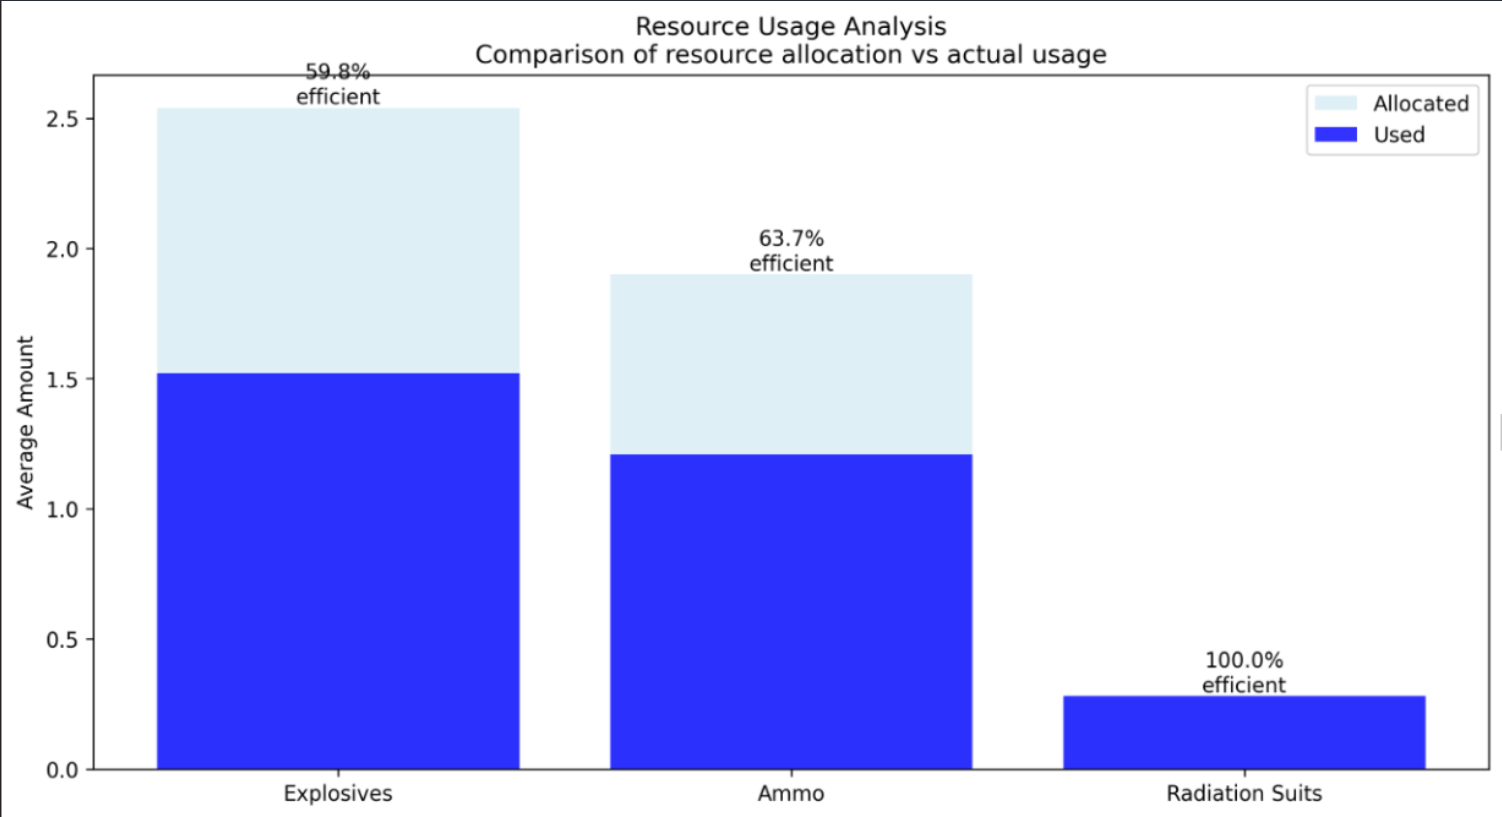 Resource Usage Analysis
Comparison of resource allocation vs actual usage
59.8%
efficient
Allocated
Used
2.5
63.7%
efficient
2.0
1.5
Average Amount
1.0
100.0%
efficient
0.5
0.0
Explosives
Ammo
Radiation Suits